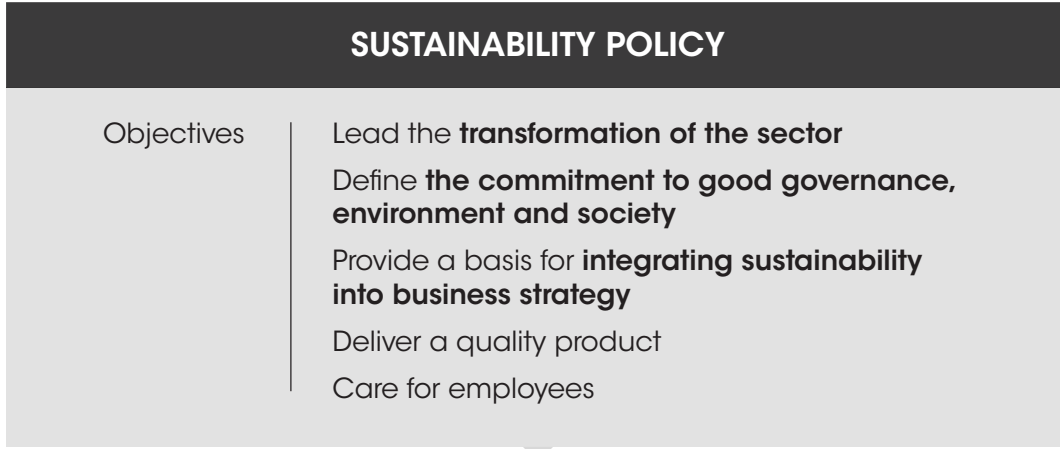 SUSTAINABILITY POLICY
Objectives
Lead the transformation of the sector
Define the commitment to good governance,
environment and society
Provide a basis for integrating sustainability
into business strategy
Deliver a quality product
Care for employees